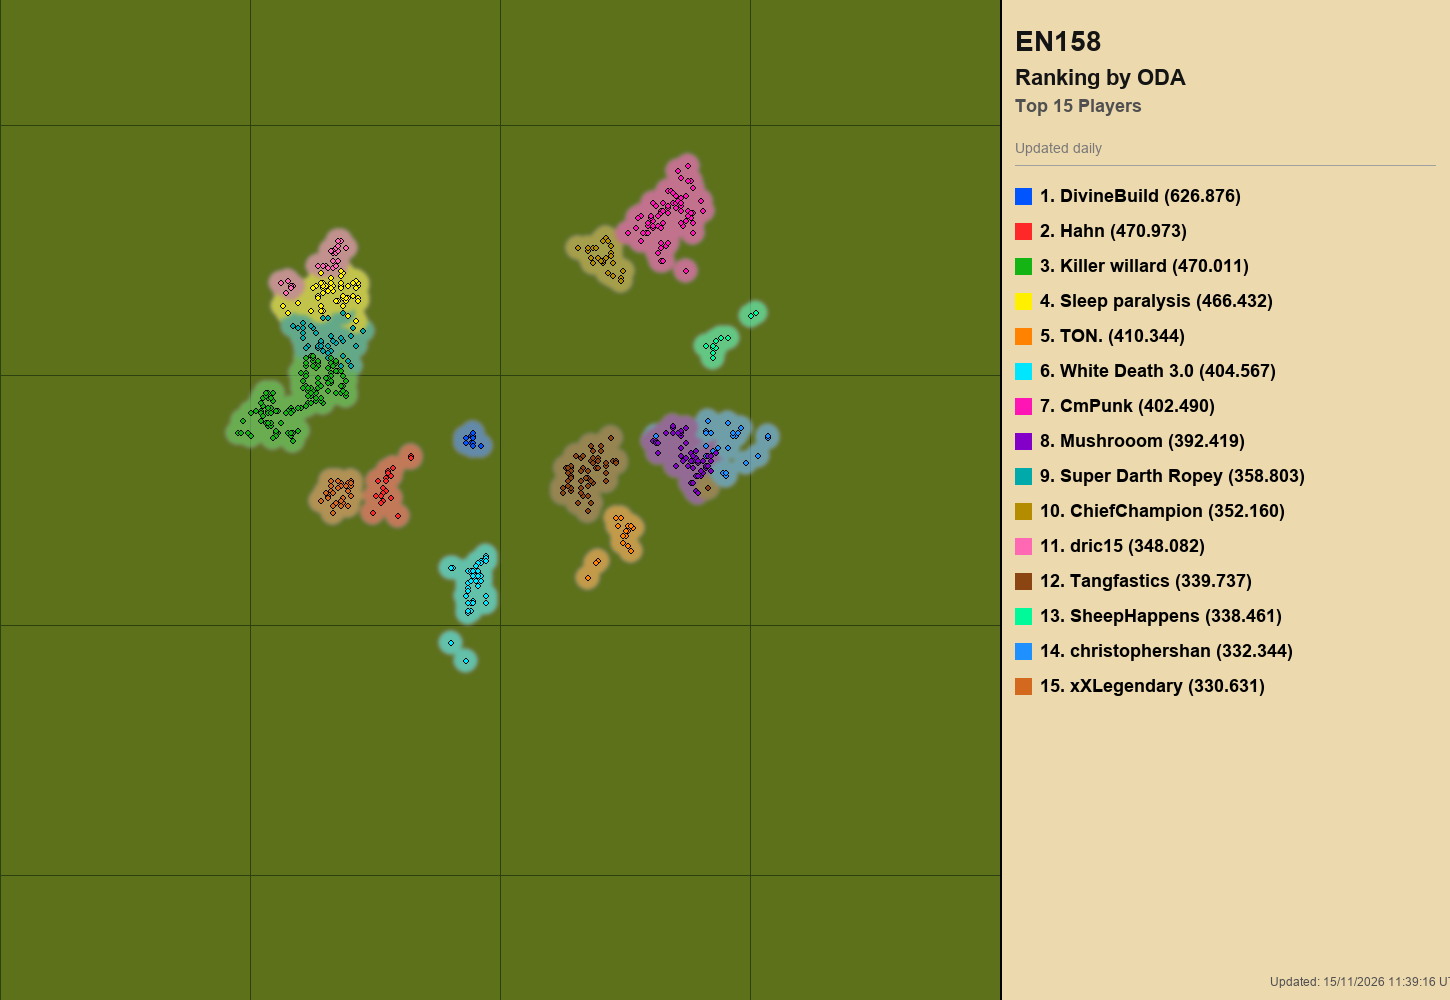 EN158
Ranking by ODA
Top 15 Players
Updated daily
1. DivineBuild (626.876)
2. Hahn (470.973)
3. Killer willard (470.011)
4. Sleep paralysis (466.432)
5. TON. (410.344)
6. White Death 3.0 (404.567)
7. CmPunk (402.490)
8. Mushrooom (392.419)
9. Super Darth Ropey (358.803)
10. ChiefChampion (352.160)
11. dric15 (348.082)
12. Tangfastics (339.737)
13. SheepHappens (338.461)
14. christophershan (332.344)
15. xXLegendary (330.631)
Updated: 15/11/2026 11:39:16 U